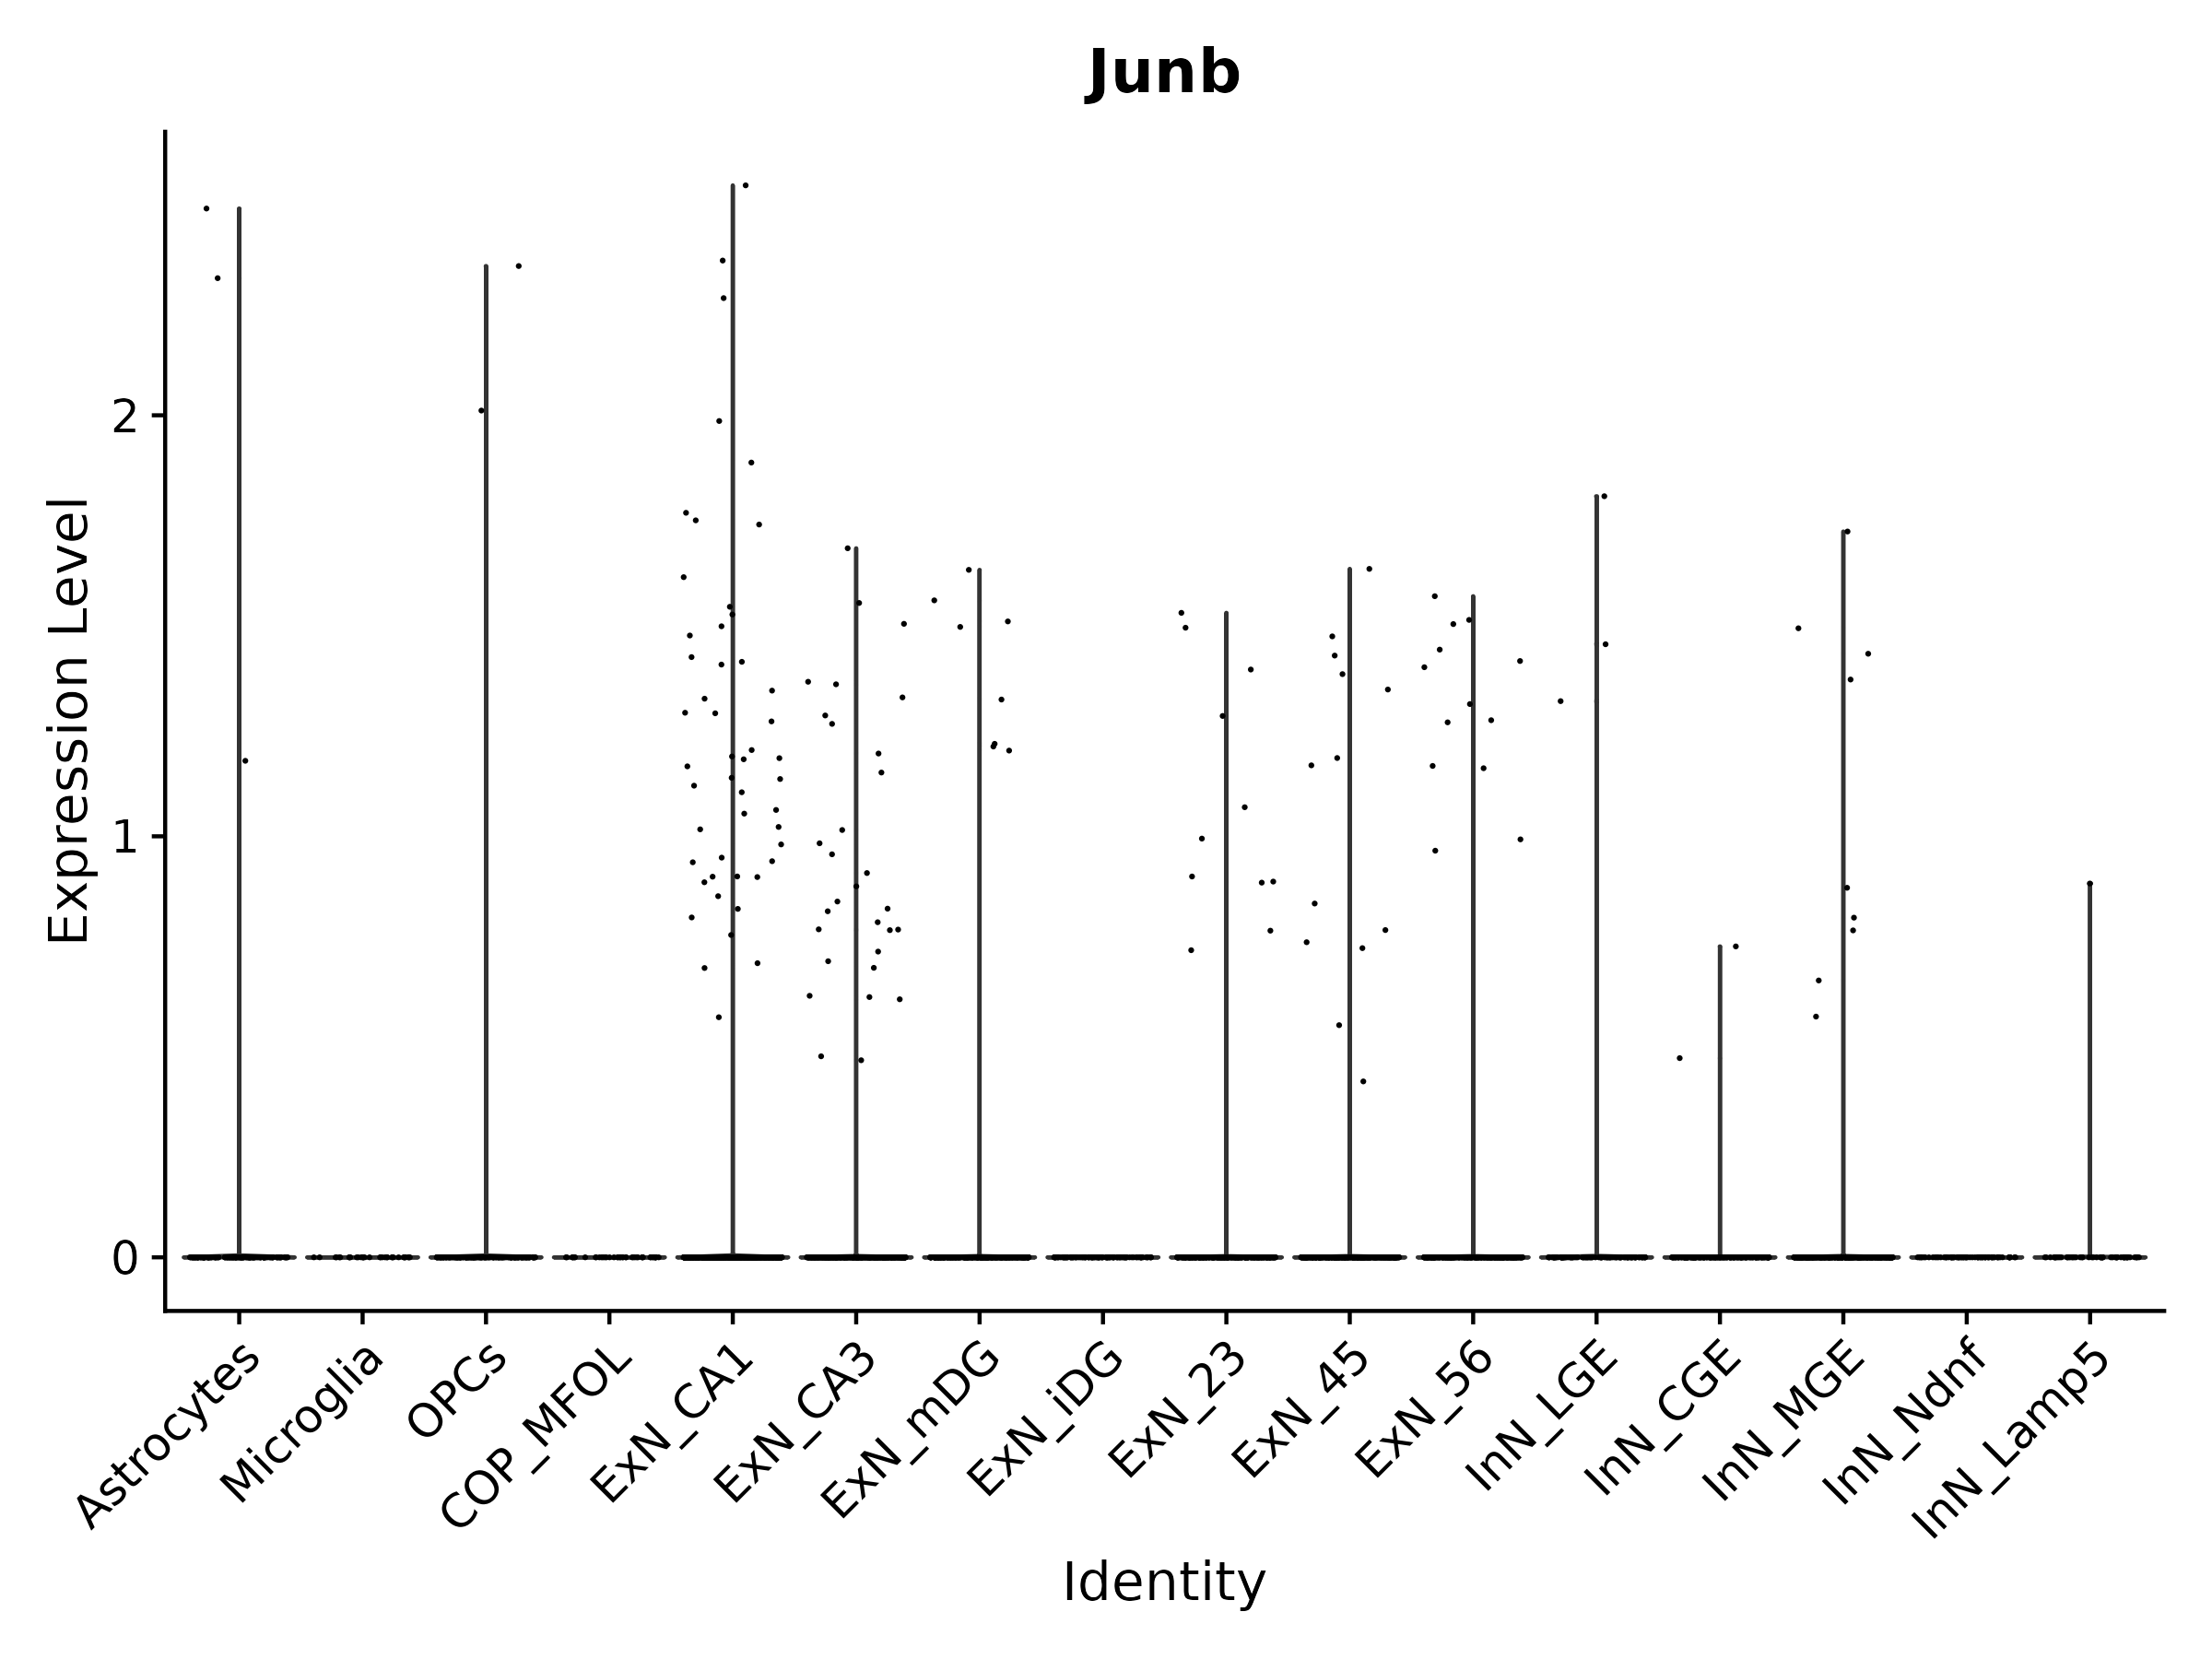 Junb
Expression Level
2
1
0
Astrocytes
Microglia
OPCs
COP_MFOL
ExN_CA1
ExN_CA3
ExN_mDG
ExN_iDG
ExN_23
ExN_45
ExN_56
InN_LGE
InN_CGE
InN_MGE
InN_Ndnf
InN_Lamp5
Identity